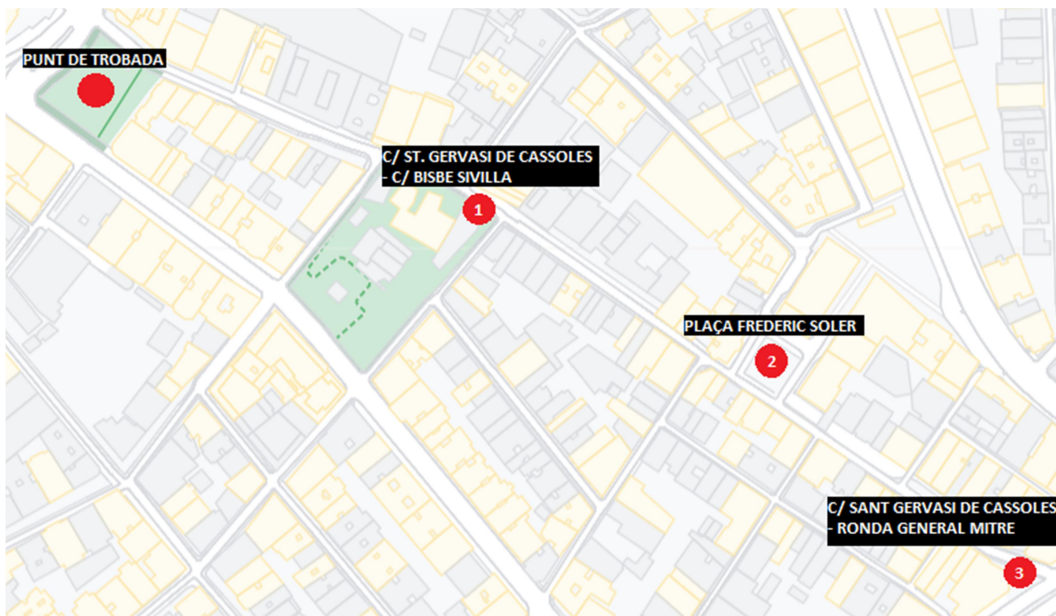 PUNT DE TROBADA
C/ ST. GERVASI DE CASSOLES
- C/ BISBE SIVILLA
1
PLAÇA FREDERIC SOLER
2
C/ SANT GERVASI DE CASSOLES
- RONDA GENERAL MITRE
3